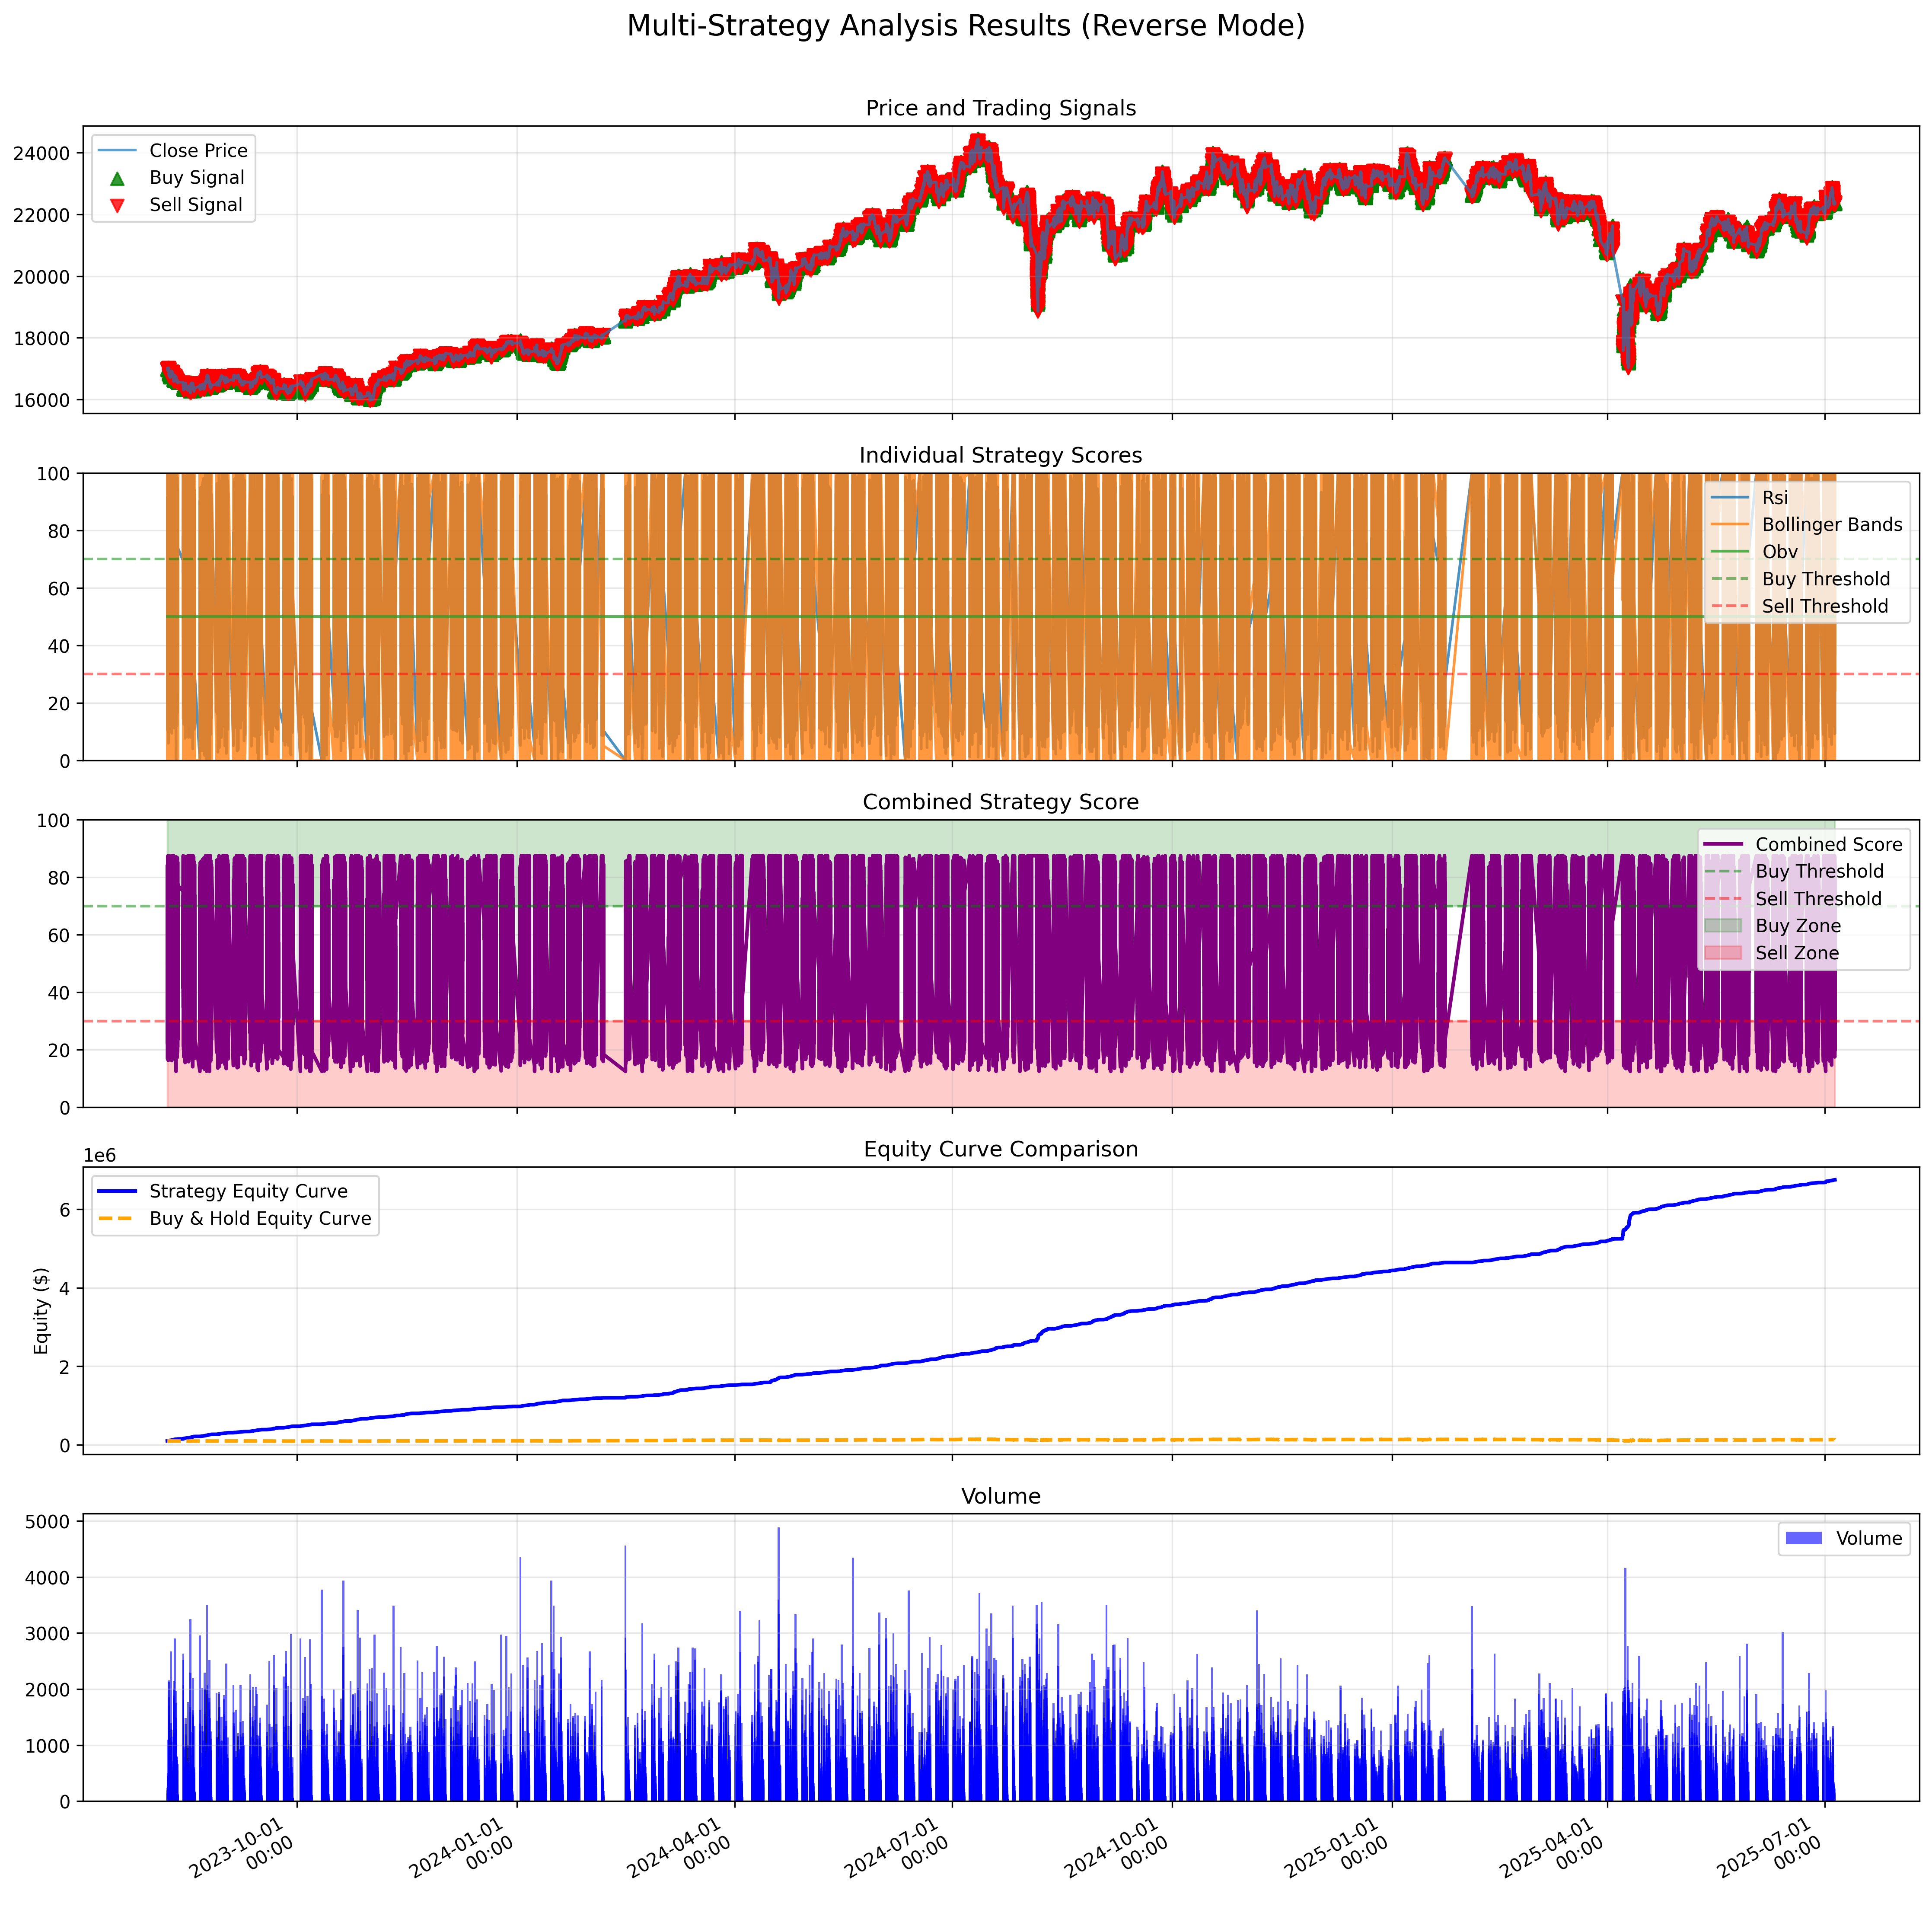 Multi-Strategy Analysis Results (Reverse Mode)
Price and Trading Signals
Close Price
Buy Signal
Sell Signal
24000
22000
20000
18000
16000
Individual Strategy Scores
Rsi
Bollinger Bands
Obv
Buy Threshold
Sell Threshold
100
80
60
40
20
0
Combined Strategy Score
Combined Score
Buy Threshold
Sell Threshold
Buy Zone
Sell Zone
100
80
60
40
20
0
Equity Curve Comparison
1e6
Strategy Equity Curve
Buy & Hold Equity Curve
Equity ($)
6
4
2
0
Volume
Volume
5000
4000
3000
2000
1000
0
2023-10-01
00:00
2024-01-01
00:00
2024-04-01
00:00
2024-07-01
00:00
2024-10-01
00:00
2025-01-01
00:00
2025-04-01
00:00
2025-07-01
00:00